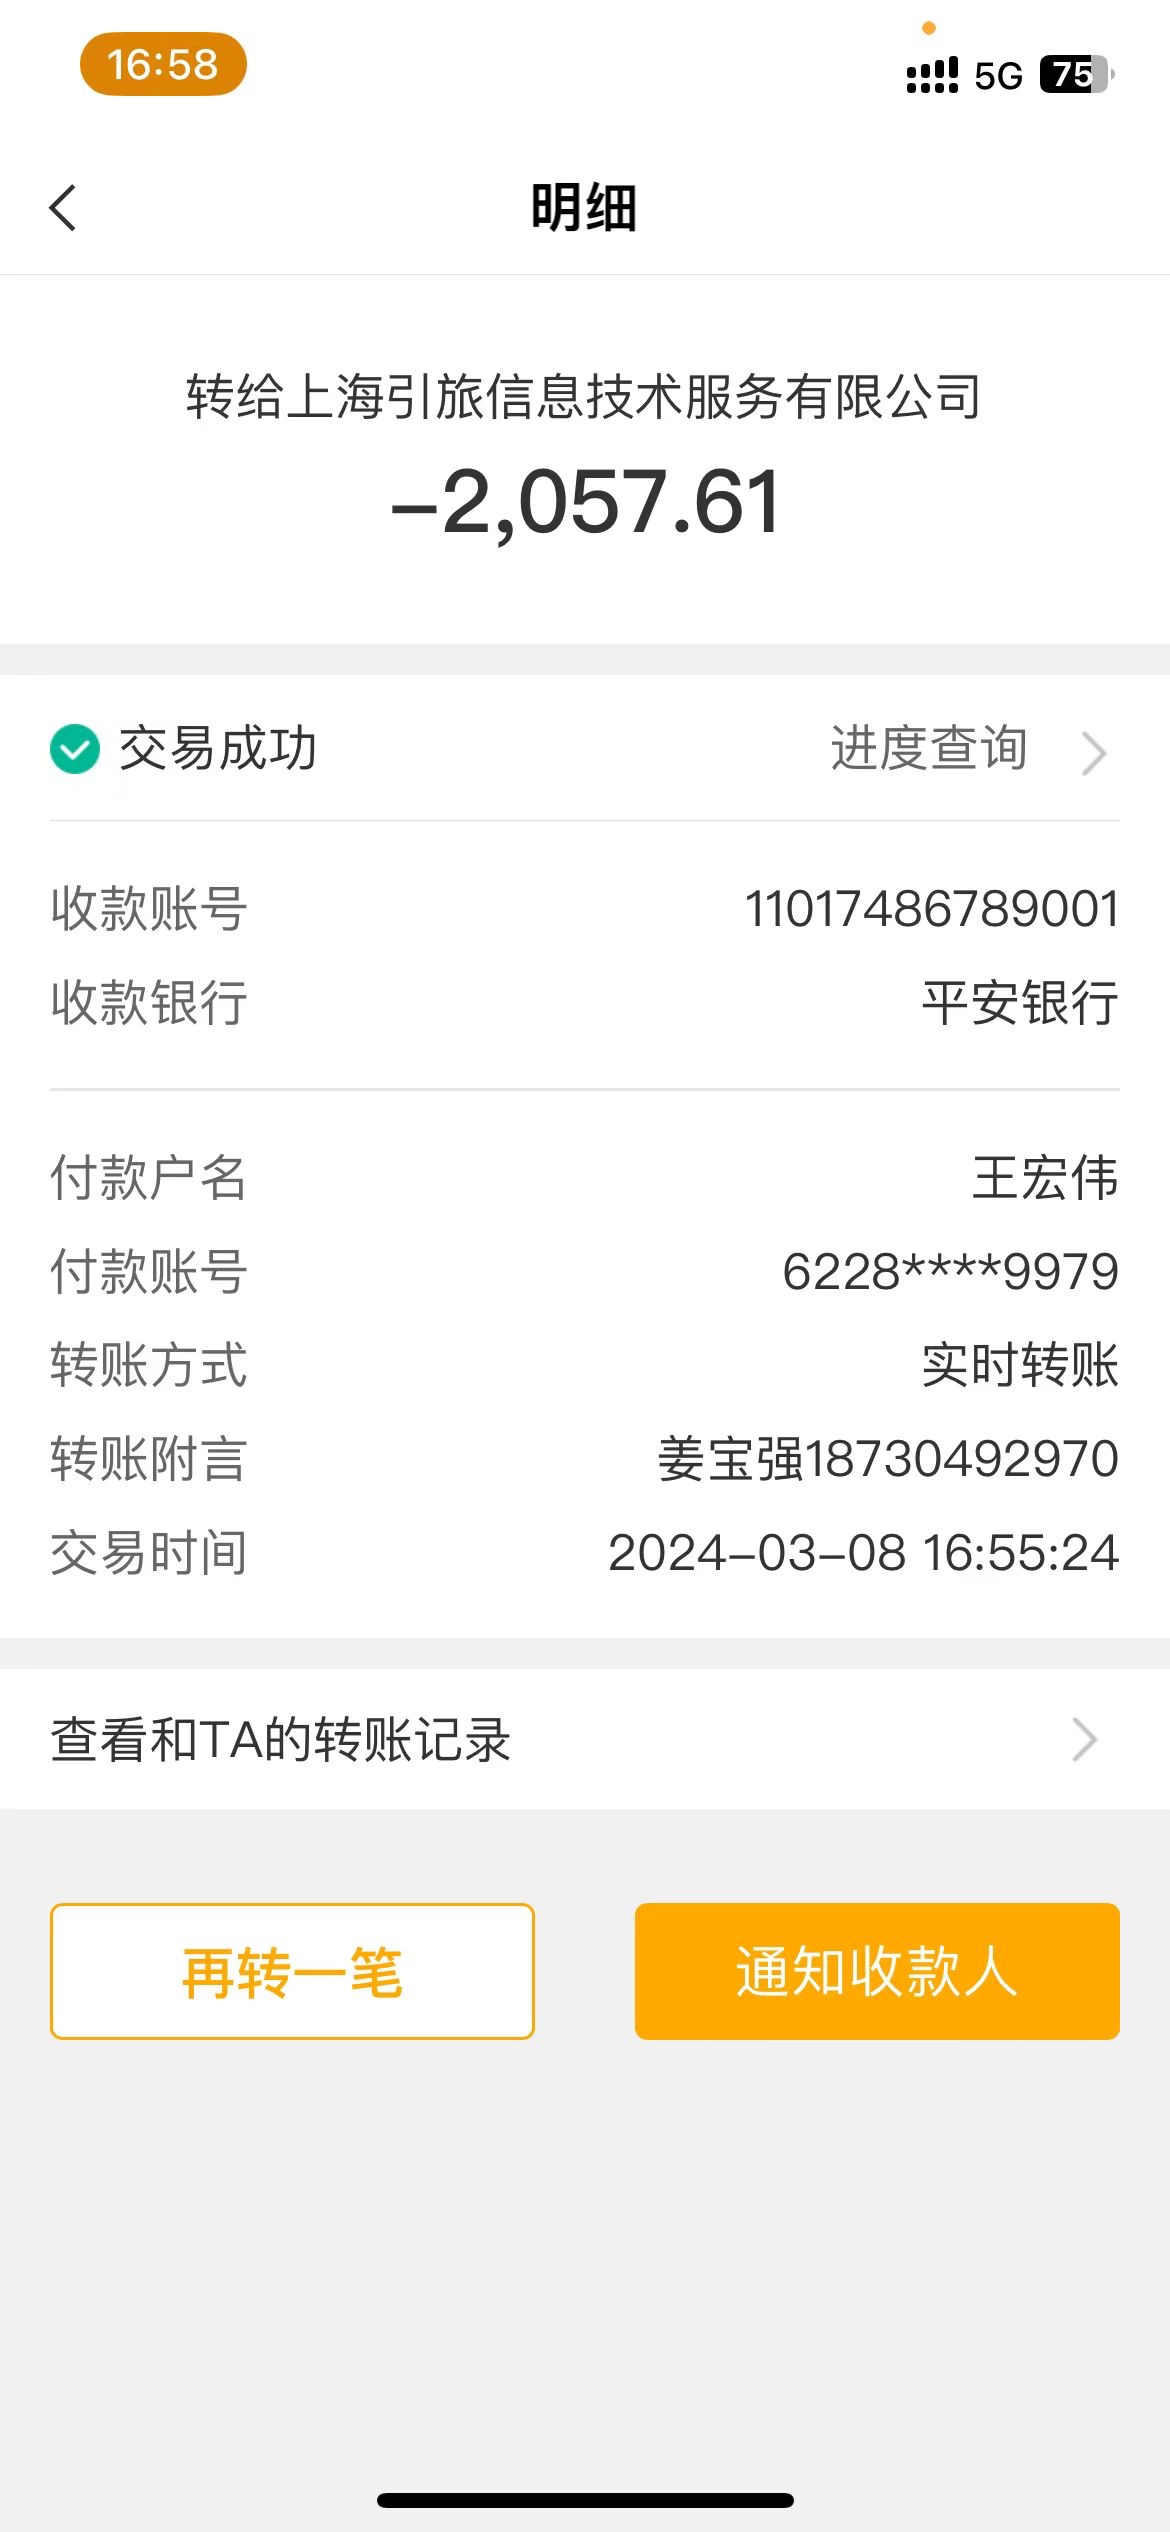 16:58
5G 75
明细
转给上海引旅信息技术服务有限公司
-2,057.61
交易成功 进度查询
收款账号 11017486789001
收款银行 平安银行
付款户名 王宏伟
付款账号 6228****9979
转账方式 实时转账
转账附言 姜宝强18730492970
交易时间 2024-03-08 16:55:24
查看和TA的转账记录
再转一笔 通知收款人